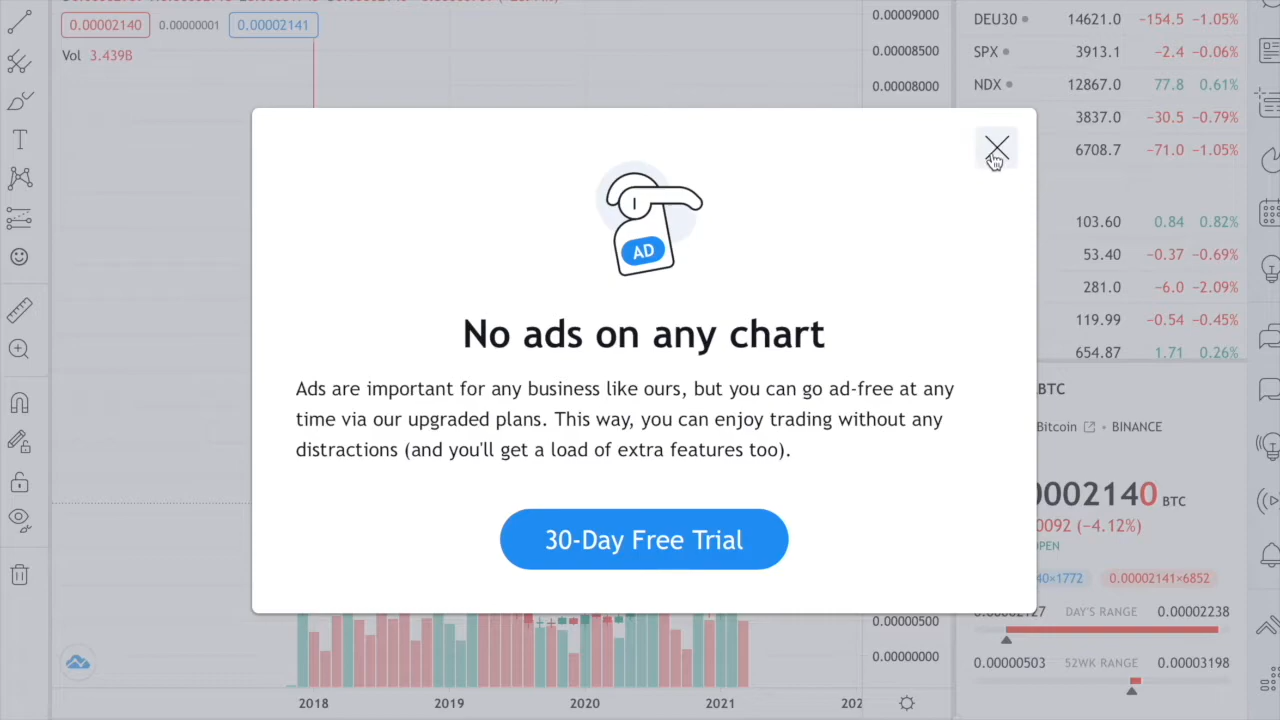 0.00002140 0.00000001 0.00002141
Vol 3.439B
0.00009000
0.00008500
0.00008000
DEU30 14621.0 −154.5 −1.05%
SPX 3913.1 −2.4 −0.06%
NDX 12867.0 77.8 0.61%
3837.0 −30.5 −0.79%
6708.7 −71.0 −1.05%
103.60 0.84 0.82%
53.40 −0.37 −0.69%
281.0 −6.0 −2.09%
119.99 −0.54 −0.45%
654.87 1.71 0.26%
AD
No ads on any chart
Ads are important for any business like ours, but you can go ad-free at any
time via our upgraded plans. This way, you can enjoy trading without any
distractions (and you'll get a load of extra features too).
30-Day Free Trial
BTC
Bitcoin • BINANCE
0002140 BTC
0092 (−4.12%)
OPEN
40×1772 0.00002141×6852
DAY'S RANGE 0.00002238
0.00000503 52WK RANGE 0.00003198
0.00000500
0.00000000
2018 2019 2020 2021 202